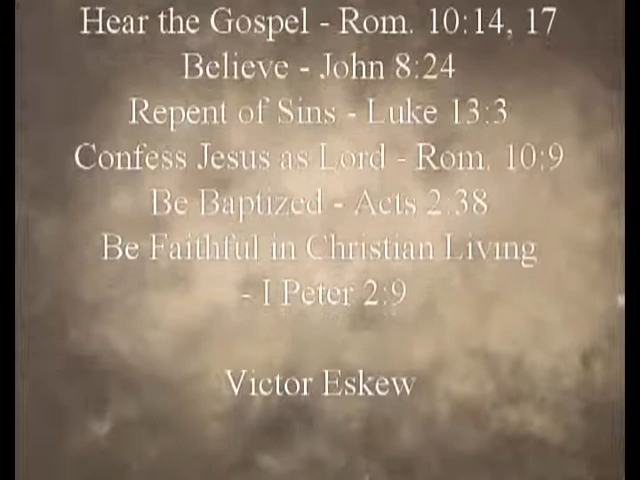 Hear the Gospel - Rom. 10:14, 17
Believe - John 8:24
Repent of Sins - Luke 13:3
Confess Jesus as Lord - Rom. 10:9
Be Baptized - Acts 2:38
Be Faithful in Christian Living
- I Peter 2:9
Victor Eskew